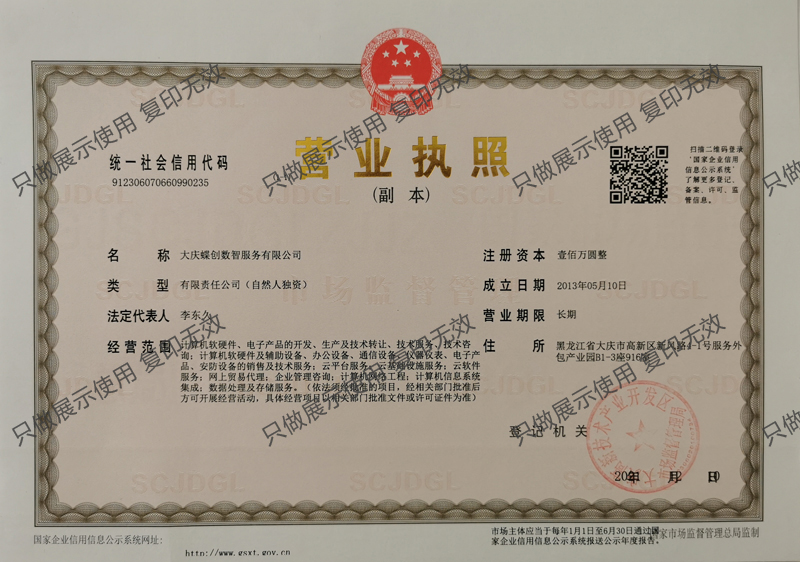 营业执照
(副 本)
统一社会信用代码
912306070660990235
扫描二维码登录
‘国家企业信用
信息公示系统’
了解更多登记、
备案、许可、监
管信息。
名 称 大庆蝶创数智服务有限公司
类 型 有限责任公司（自然人独资）
法定代表人 李东久
经营范围 计算机软硬件、电子产品的开发、生产及技术转让、技术服务、技术咨
询；计算机软硬件及辅助设备、办公设备、通信设备、仪器仪表、电子产
品、安防设备的销售及技术服务；云平台服务；云基础设施服务；云软件
服务；网上贸易代理；企业管理咨询；计算机网络工程；计算机信息系统
集成；数据处理及存储服务。（依法须经批准的项目，经相关部门批准后
方可开展经营活动，具体经营项目以相关部门批准文件或许可证件为准）
注册资本 壹佰万圆整
成立日期 2013年05月10日
营业期限 长期
住 所 黑龙江省大庆市高新区新风路4-1号服务外
包产业园B1-3座916
登记机关
月 日
国家企业信用信息公示系统网址：
http://www.gsxt.gov.cn
市场主体应当于每年1月1日至6月30日通过国
家企业信用信息公示系统报送公示年度报告。
国家市场监督管理总局监制
只做展示使用 复印无效
只做展示使用 复印无效
只做展示使用 复印无效
只做展示使用 复印无效
只做展示使用 复印无效
只做展示使用 复印无效